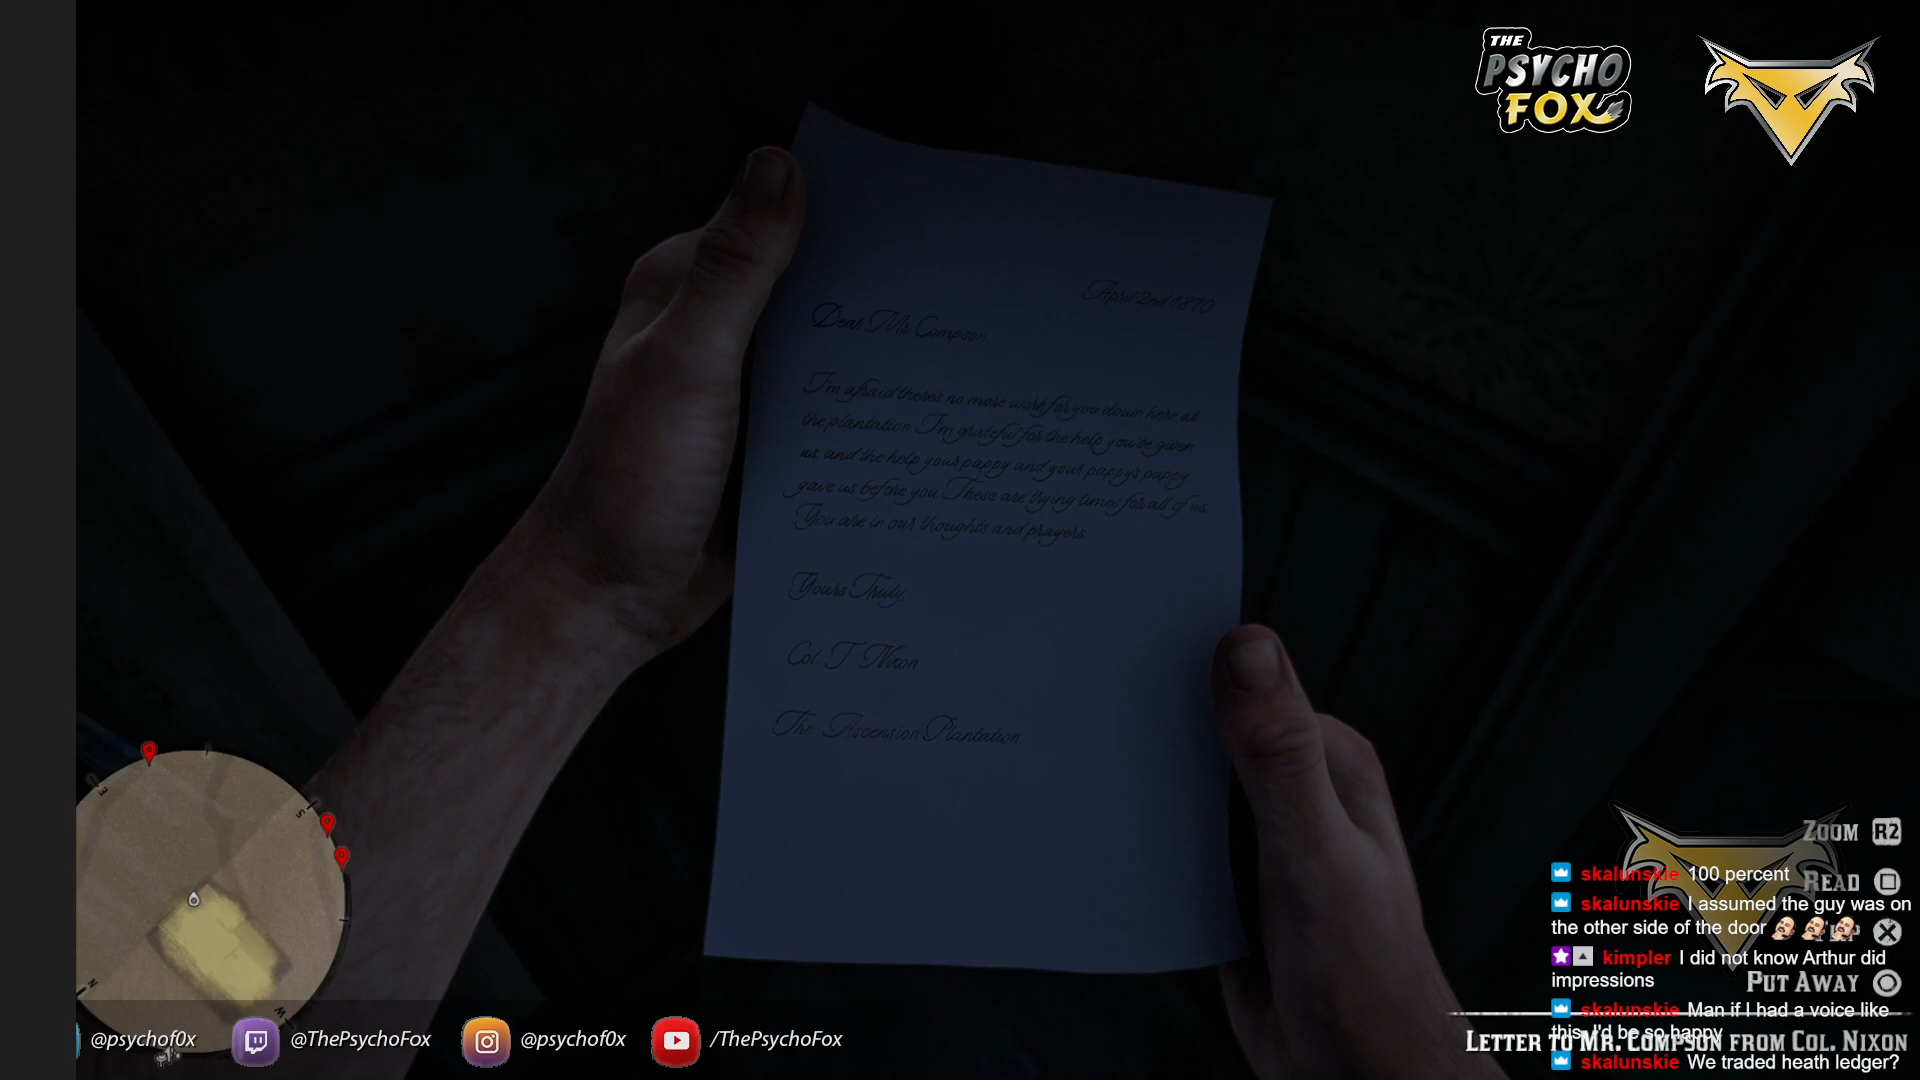 THE
PSYCHO
FOX
April 2nd 1870
Dear Mr. Compson,
I'm afraid there's no more work for you down here at
the plantation. I'm grateful for the help you've given
us, and the help your pappy and your pappy's pappy
gave us before you. These are trying times for all of us.
You are in our thoughts and prayers.
Yours Truly,
Col. T Nixon
The Ascension Plantation
E
S
N
W
ZOOM R2
READ
PUT AWAY
skalunskie 100 percent
skalunskie I assumed the guy was on
the other side of the door
kimpler I did not know Arthur did
impressions
skalunskie Man if I had a voice like
this, I'd be so happy
skalunskie We traded heath ledger?
LETTER TO MR. COMPSON FROM COL. NIXON
@psychof0x
@ThePsychoFox
@psychof0x
/ThePsychoFox